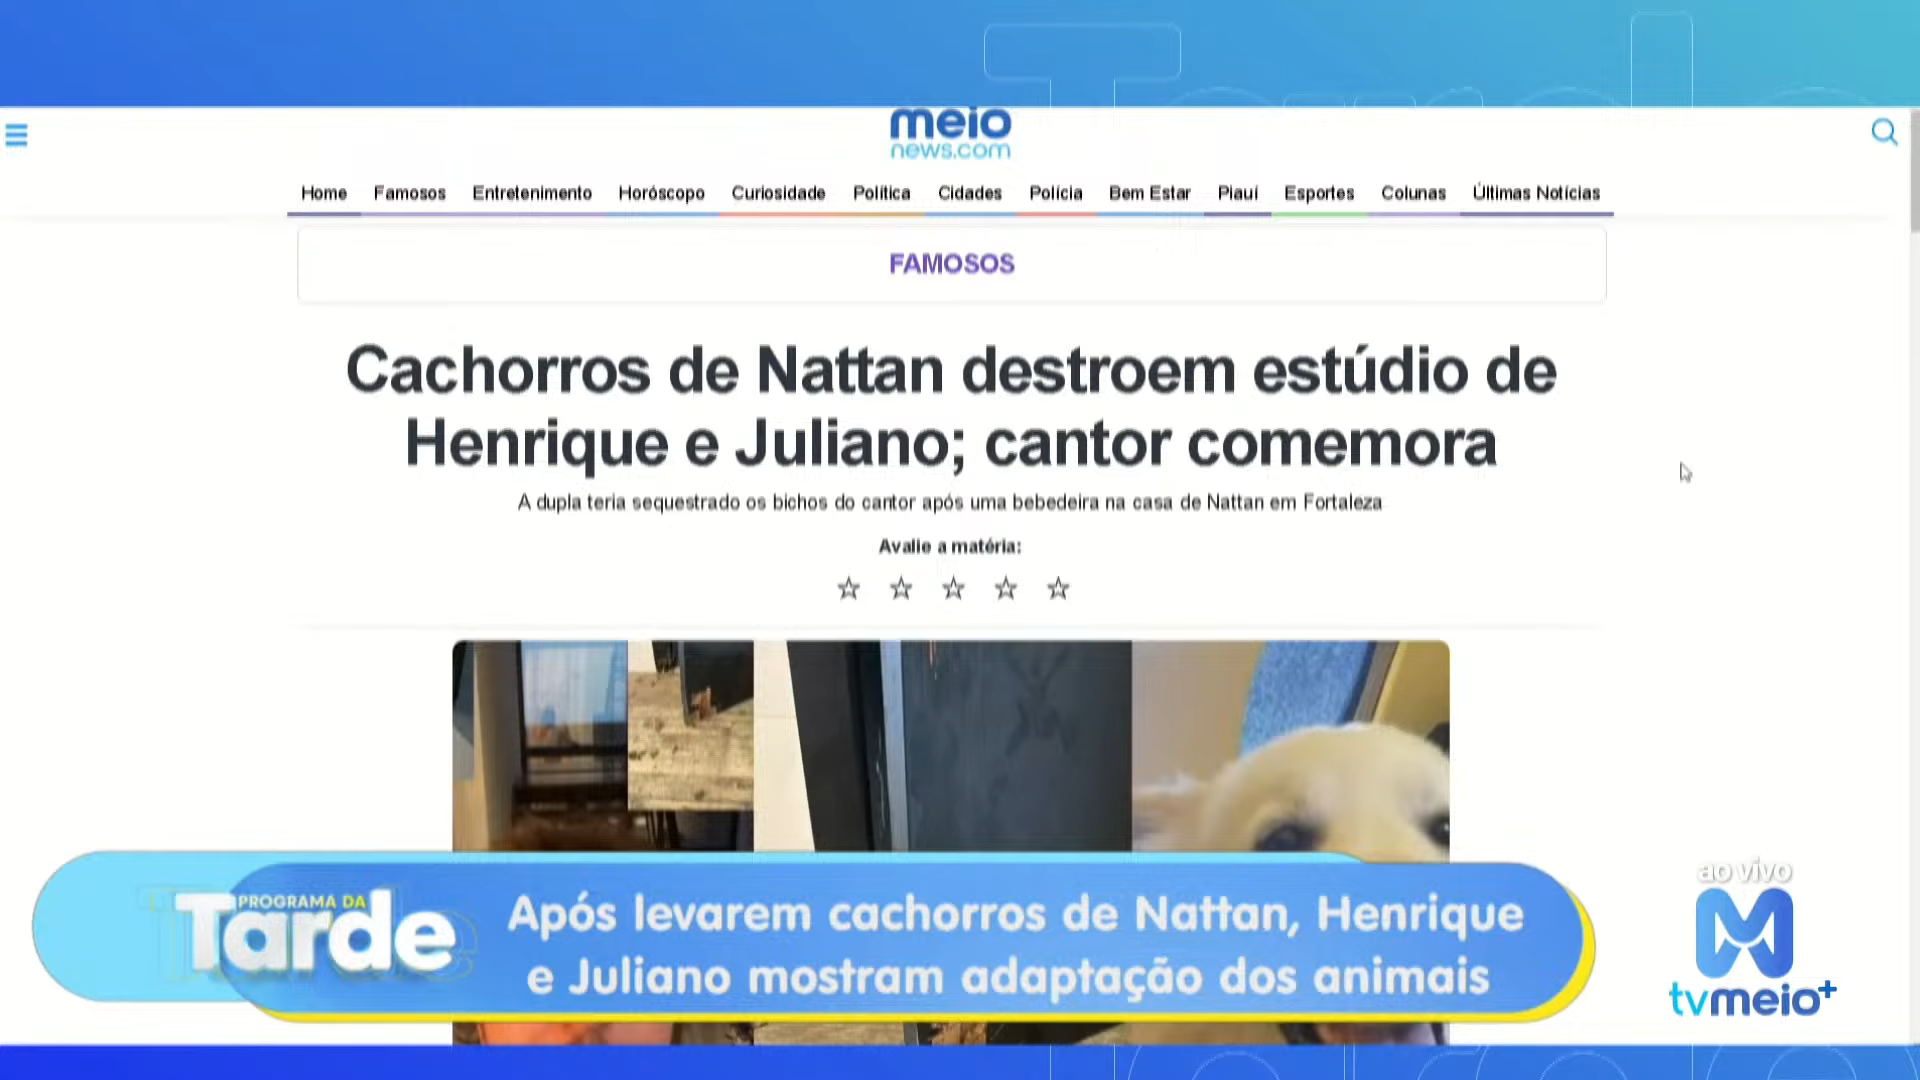 meio
news.com
Home Famosos Entretenimento Horóscopo Curiosidade Política Cidades Polícia Bem Estar Piauí Esportes Colunas Últimas Notícias
FAMOSOS
Cachorros de Nattan destroem estúdio de
Henrique e Juliano; cantor comemora
A dupla teria sequestrado os bichos do cantor após uma bebedeira na casa de Nattan em Fortaleza
Avalie a matéria:
PROGRAMA DA
Tarde
Após levarem cachorros de Nattan, Henrique
e Juliano mostram adaptação dos animais
ao vivo
tvmeio+